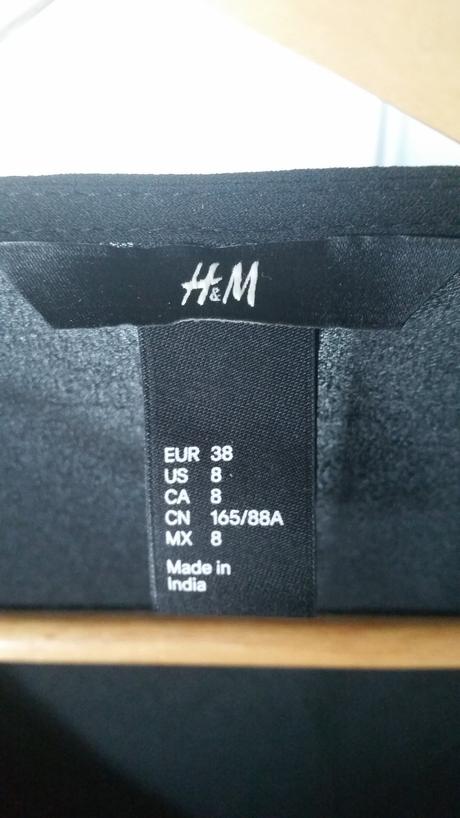 H&M
EUR 38
US 8
CA 8
CN 165/88A
MX 8
Made in
India